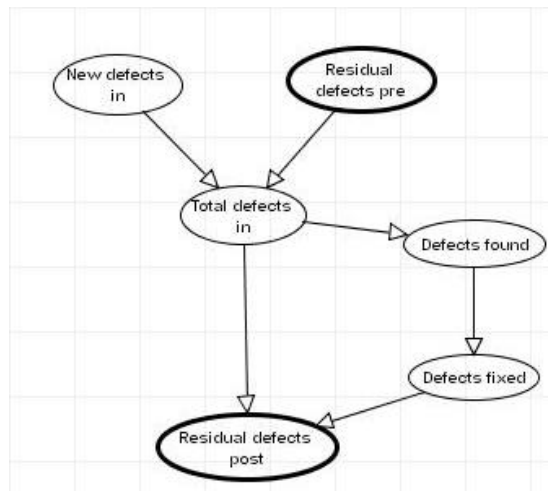 New defects
in
Residual
defects pre
Total defects
in
Defects found
Defects fixed
Residual defects
post